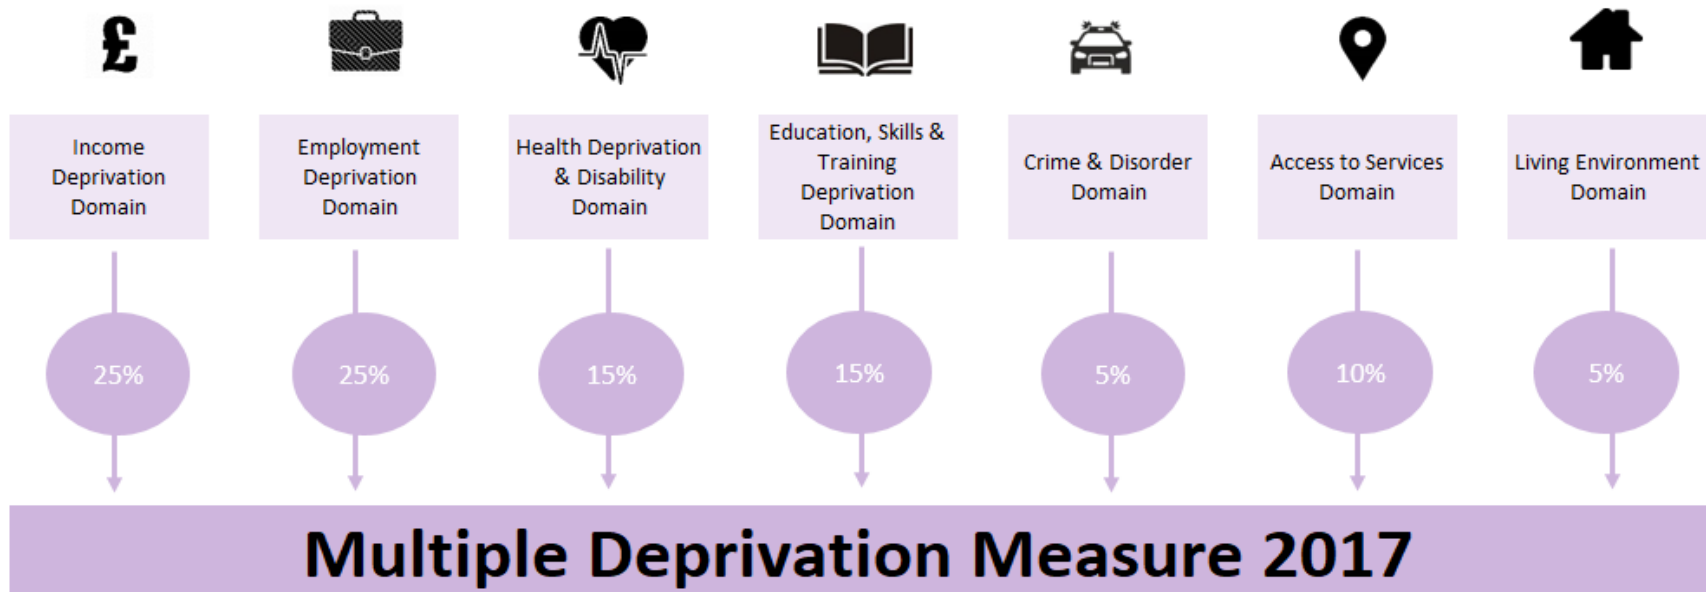 £
Income
Deprivation
Domain
Employment
Deprivation
Domain
Health Deprivation
& Disability
Domain
Education, Skills &
Training
Deprivation
Domain
Crime & Disorder
Domain
Access to Services
Domain
Living Environment
Domain
25%
25%
15%
15%
5%
10%
5%
Multiple Deprivation Measure 2017